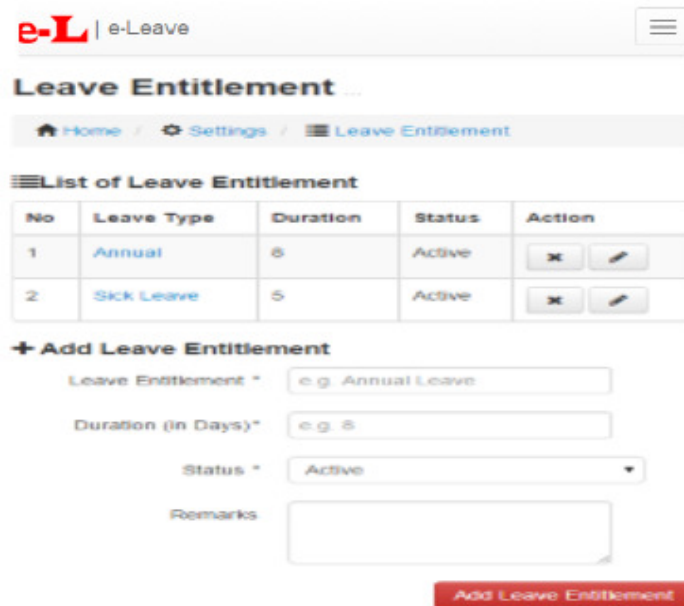 e-L | e-Leave
Leave Entitlement ...
Home / Settings / Leave Entitlement
List of Leave Entitlement
No Leave Type Duration Status Action
1 Annual 8 Active
2 Sick Leave 5 Active
Add Leave Entitlement
Leave Entitlement * e.g. Annual Leave
Duration (in Days)* e.g. 8
Status * Active
Remarks
Add Leave Entitlement